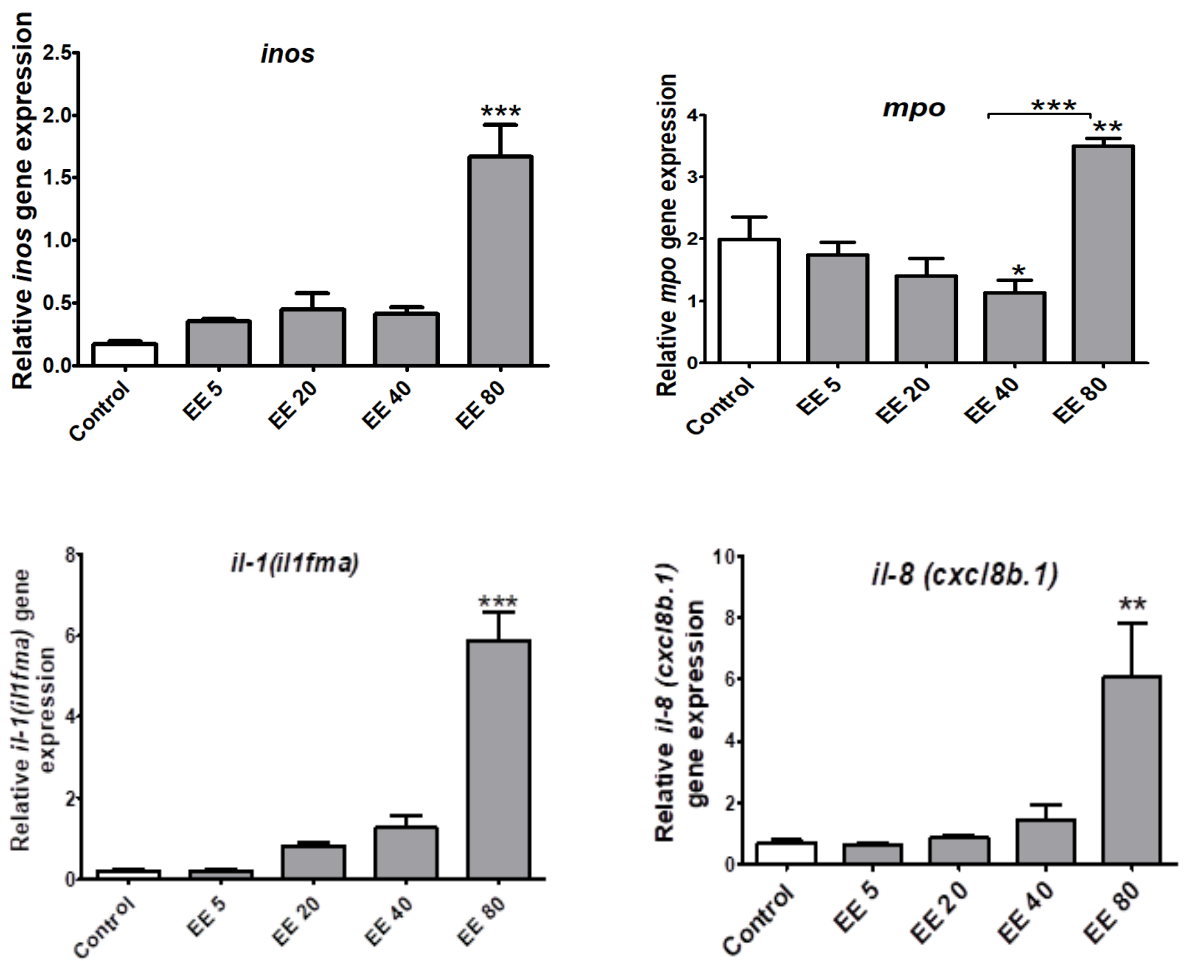 inos
Relative inos gene expression
2.5
2.0
1.5
1.0
0.5
0.0
***
Control
EE 5
EE 20
EE 40
EE 80
mpo
Relative mpo gene expression
4
3
2
1
0
***
**
*
Control
EE 5
EE 20
EE 40
EE 80
il-1(il1fma)
Relative il-1(il1fma) gene
expression
8
6
4
2
0
***
Control
EE 5
EE 20
EE 40
EE 80
il-8 (cxcl8b.1)
Relative il-8 (cxcl8b.1)
gene expression
10
8
6
4
2
0
**
Control
EE 5
EE 20
EE 40
EE 80